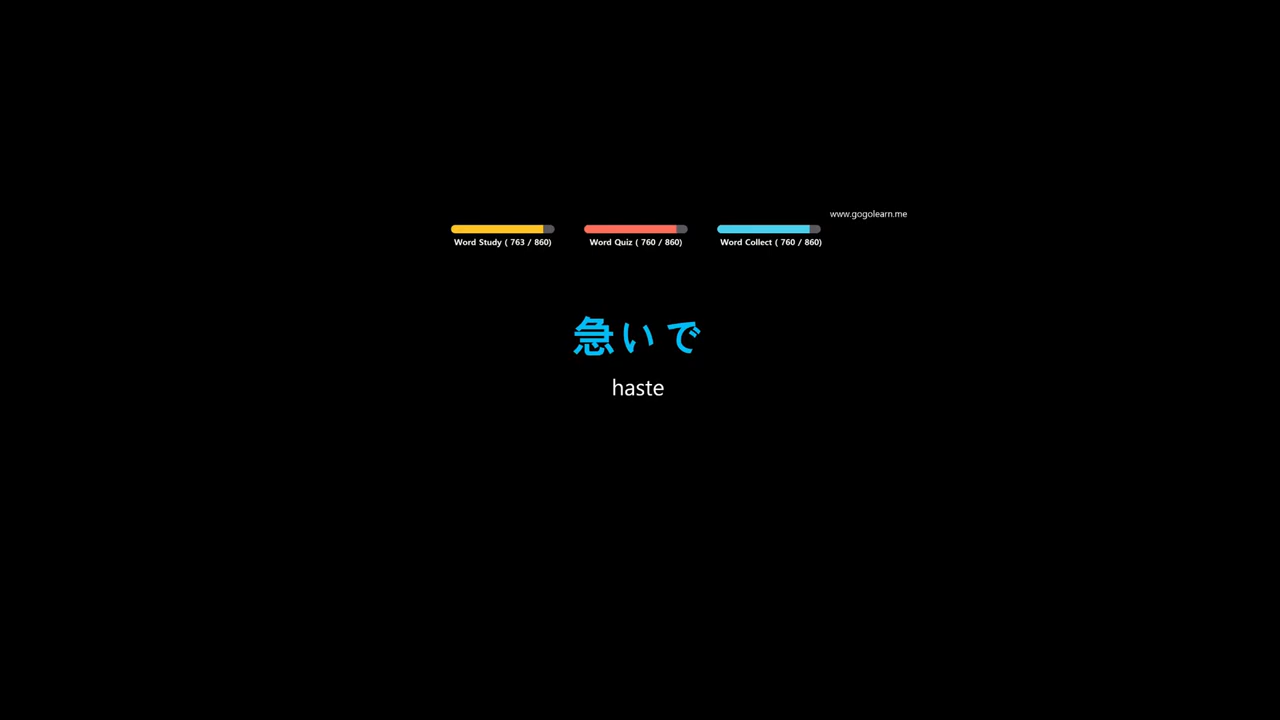 www.gogolearn.me
Word Study ( 763 / 860)
Word Quiz ( 760 / 860)
Word Collect ( 760 / 860)
急いで
haste